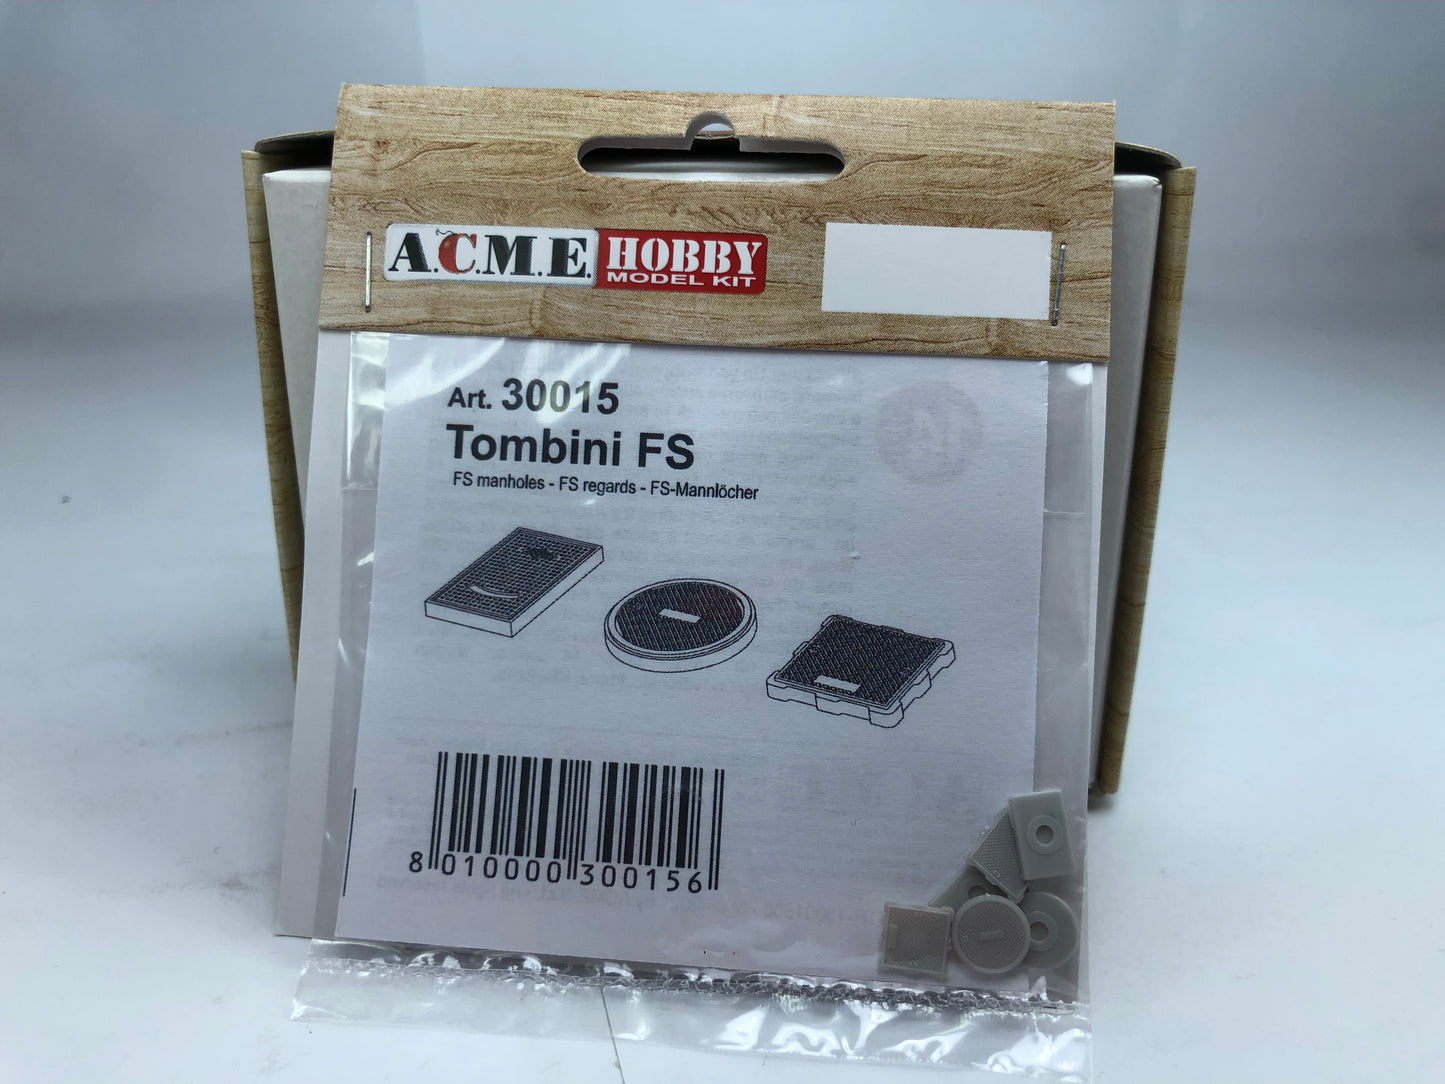 A.C.M.E. HOBBY
MODEL KIT
Art. 30015
Tombini FS
FS manholes - FS regards - FS-Mannlöcher
8 010000 300156